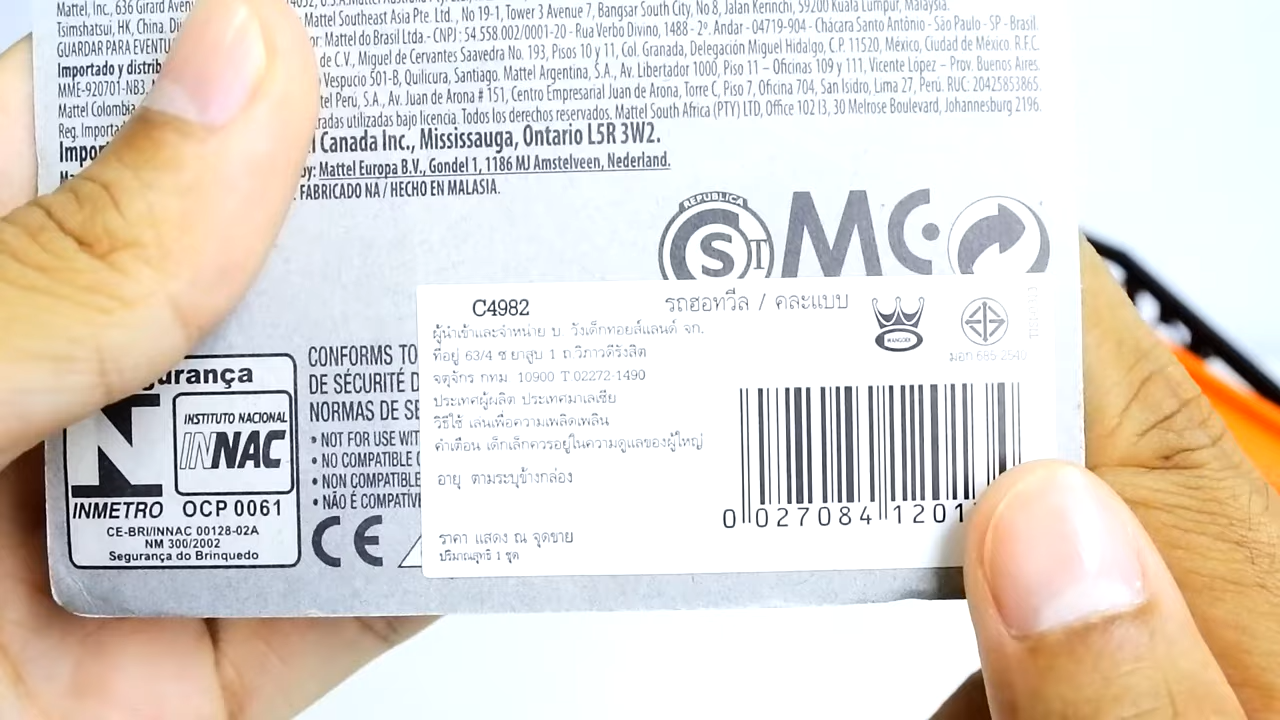 Mattel, Inc., 636 Girard Aven
Mattel Southeast Asia Pte. Ltd., No 19-1, Tower 3 Avenue 7, Bangsar South City, No 8, Jalan Kerinchi, 59200 Kuala Lumpur, Malaysia.
Tsimshatsui, HK, China. Di or: Mattel do Brasil Ltda.- CNPJ: 54.558.002/0001-20 - Rua Verbo Divino, 1488 - 2º. Andar - 04719-904 - Chácara Santo Antônio - São Paulo - SP - Brasil.
GUARDAR PARA EVENTU de C.V., Miguel de Cervantes Saavedra No. 193, Pisos 10 y 11, Col. Granada, Delegación Miguel Hidalgo, C.P. 11520, México, Ciudad de México. R.F.C.
Importado y distrib Vespucio 501-B, Quilicura, Santiago. Mattel Argentina, S.A., Av. Libertador 1000, Piso 11 – Oficinas 109 y 111, Vicente López – Prv. Buenos Aires.
MME-920701-NB3. tel Perú, S.A., Av. Juan de Arona # 151, Centro Empresarial Juan de Arona, Torre C, Piso 7, Oficina 704, San Isidro, Lima 27, Perú. RUC: 20425853865.
Mattel Colombia tradas utilizadas bajo licencia. Todos los derechos reservados. Mattel South Africa (PTY) LTD, Office 102 I3, 30 Melrose Boulevard, Johannesburg 2196.
Reg. Importad
Impor l Canada Inc., Mississauga, Ontario L5R 3W2.
by: Mattel Europa B.V., Gondel 1, 1186 MJ Amstelveen, Nederland.
FABRICADO NA / HECHO EN MALASIA.
REPUBLICA
S T
MC
C4982 รถฮอทวีล / คละแบบ
ผู้นำเข้าและจำหน่าย บ. วังเด็กทอยส์แลนด์ จก.
ที่อยู่ 63/4 ซ ยาสูบ 1 ถ.วิภาวดีรังสิต
จตุจักร กทม 10900 T.02272-1490
ประเทศผู้ผลิต ประเทศมาเลเซีย
วิธีใช้ เล่นเพื่อความเพลิดเพลิน
คำเตือน เด็กเล็กควรอยู่ในความดูแลของผู้ใหญ่
อายุ ตามระบุข้างกล่อง
ราคา แสดง ณ จุดขาย
ปริมาณสุทธิ 1 ชุด
WANGDEK
มอก 685-2540
0 027084 1201
urança
INSTITUTO NACIONAL
INNAC
INMETRO OCP 0061
CE-BRI/INNAC 00128-02A
NM 300/2002
Segurança do Brinquedo
CONFORMS TO
DE SÉCURITÉ D
NORMAS DE SE
• NOT FOR USE WIT
• NO COMPATIBLE
• NON COMPATIBLE
• NÃO É COMPATÍVE
CE